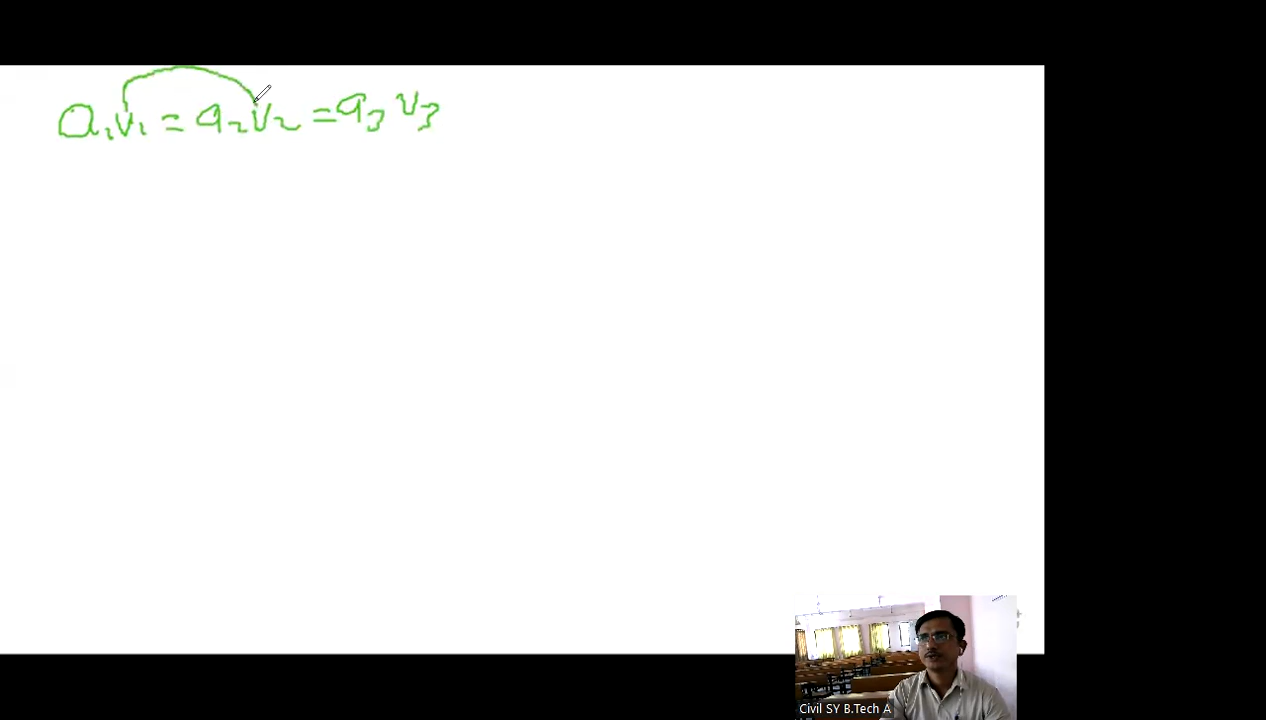 a₁v₁ = a₂v₂ = a₃v₃
Civil SY B.Tech A